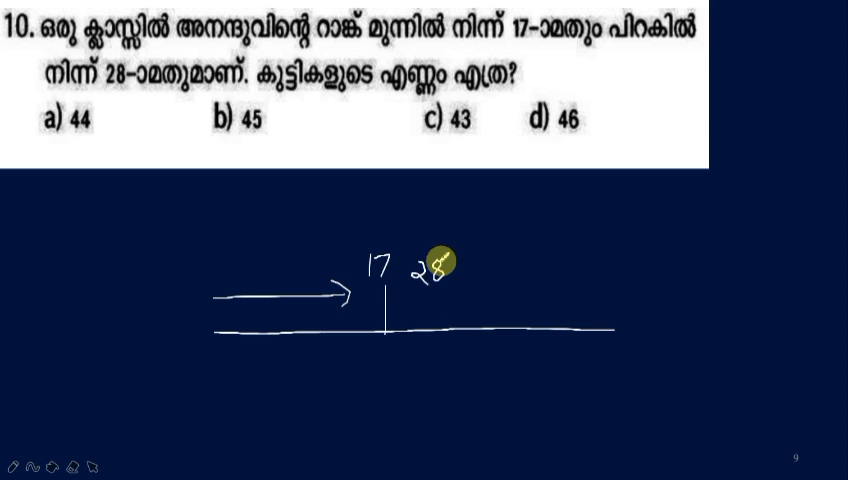 10. ഒരു ക്ലാസ്സിൽ അനന്ദുവിന്റെ റാങ്ക് മുന്നിൽ നിന്ന് 17-ാമതും പിറകിൽ
നിന്ന് 28-ാമതുമാണ്. കുട്ടികളുടെ എണ്ണം എത്ര?
a) 44 b) 45 c) 43 d) 46
17 28
9